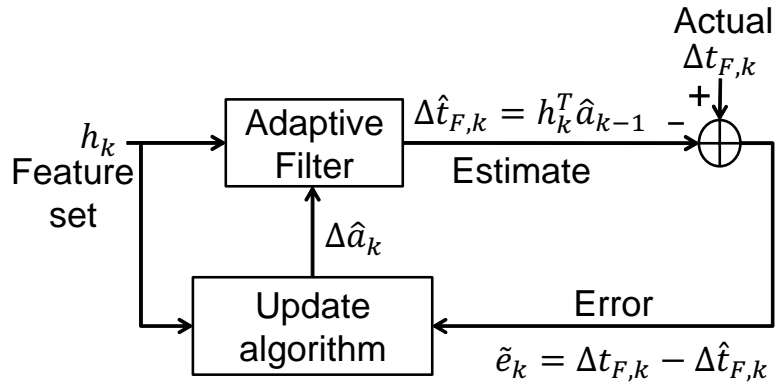 Actual
Δt_{F,k}
+
h_k
Feature
set
Adaptive
Filter
Δt̂_{F,k} = h_k^T â_{k−1}
−
Estimate
Δâ_k
Update
algorithm
Error
ẽ_k = Δt_{F,k} − Δt̂_{F,k}